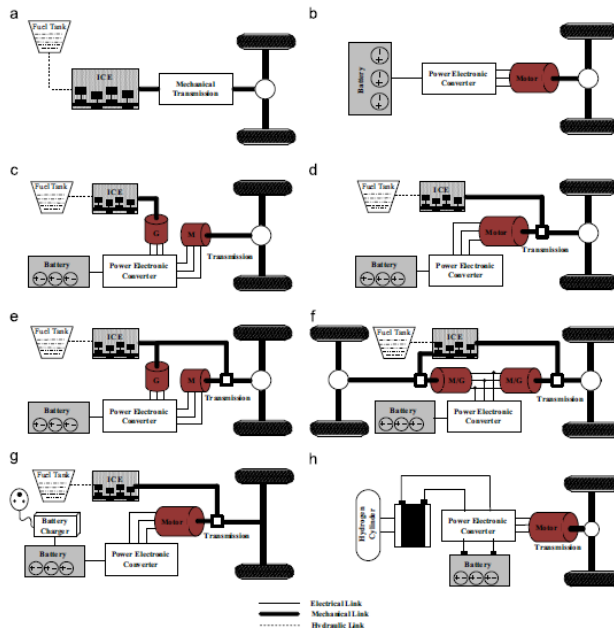 a
Fuel Tank
ICE
Mechanical
Transmission
b
Battery
Power Electronic
Converter
Motor
c
Fuel Tank
ICE
G
M
Battery
Power Electronic
Converter
Transmission
d
Fuel Tank
ICE
Motor
Transmission
Battery
Power Electronic
Converter
e
Fuel Tank
ICE
G
M
Transmission
Battery
Power Electronic
Converter
f
Fuel Tank
ICE
M/G
M/G
Transmission
Battery
Power Electronic
Converter
g
Fuel Tank
ICE
Battery
Charger
Motor
Transmission
Battery
Power Electronic
Converter
h
Hydrogen
Cylinder
Power Electronic
Converter
Motor
Transmission
Battery
Electrical Link
Mechanical Link
Hydraulic Link